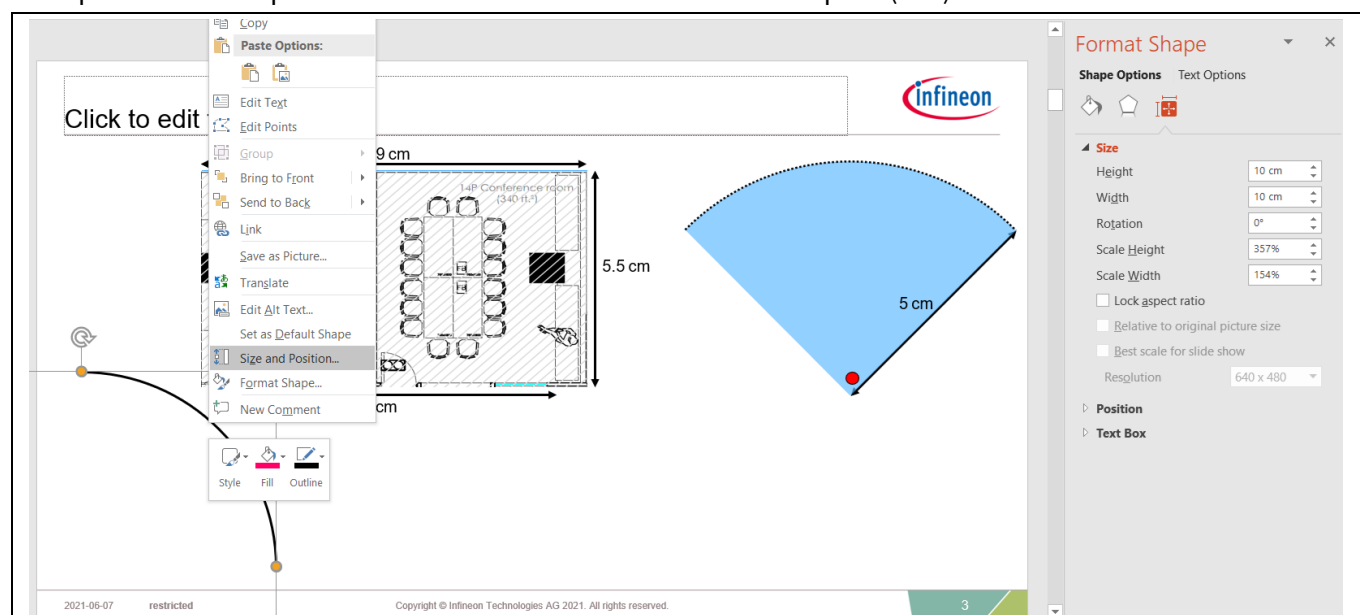 Copy
Paste Options:
Edit Text
Edit Points
Group
Bring to Front
Send to Back
Link
Save as Picture...
Translate
Edit Alt Text...
Set as Default Shape
Size and Position...
Format Shape...
New Comment
Style Fill Outline
Click to edit
infineon
9 cm
14P Conference room
(340 ft.²)
5.5 cm
cm
5 cm
2021-06-07 restricted
Copyright © Infineon Technologies AG 2021. All rights reserved.
3
Format Shape
Shape Options Text Options
Size
Height 10 cm
Width 10 cm
Rotation 0°
Scale Height 357%
Scale Width 154%
Lock aspect ratio
Relative to original picture size
Best scale for slide show
Resolution 640 x 480
Position
Text Box